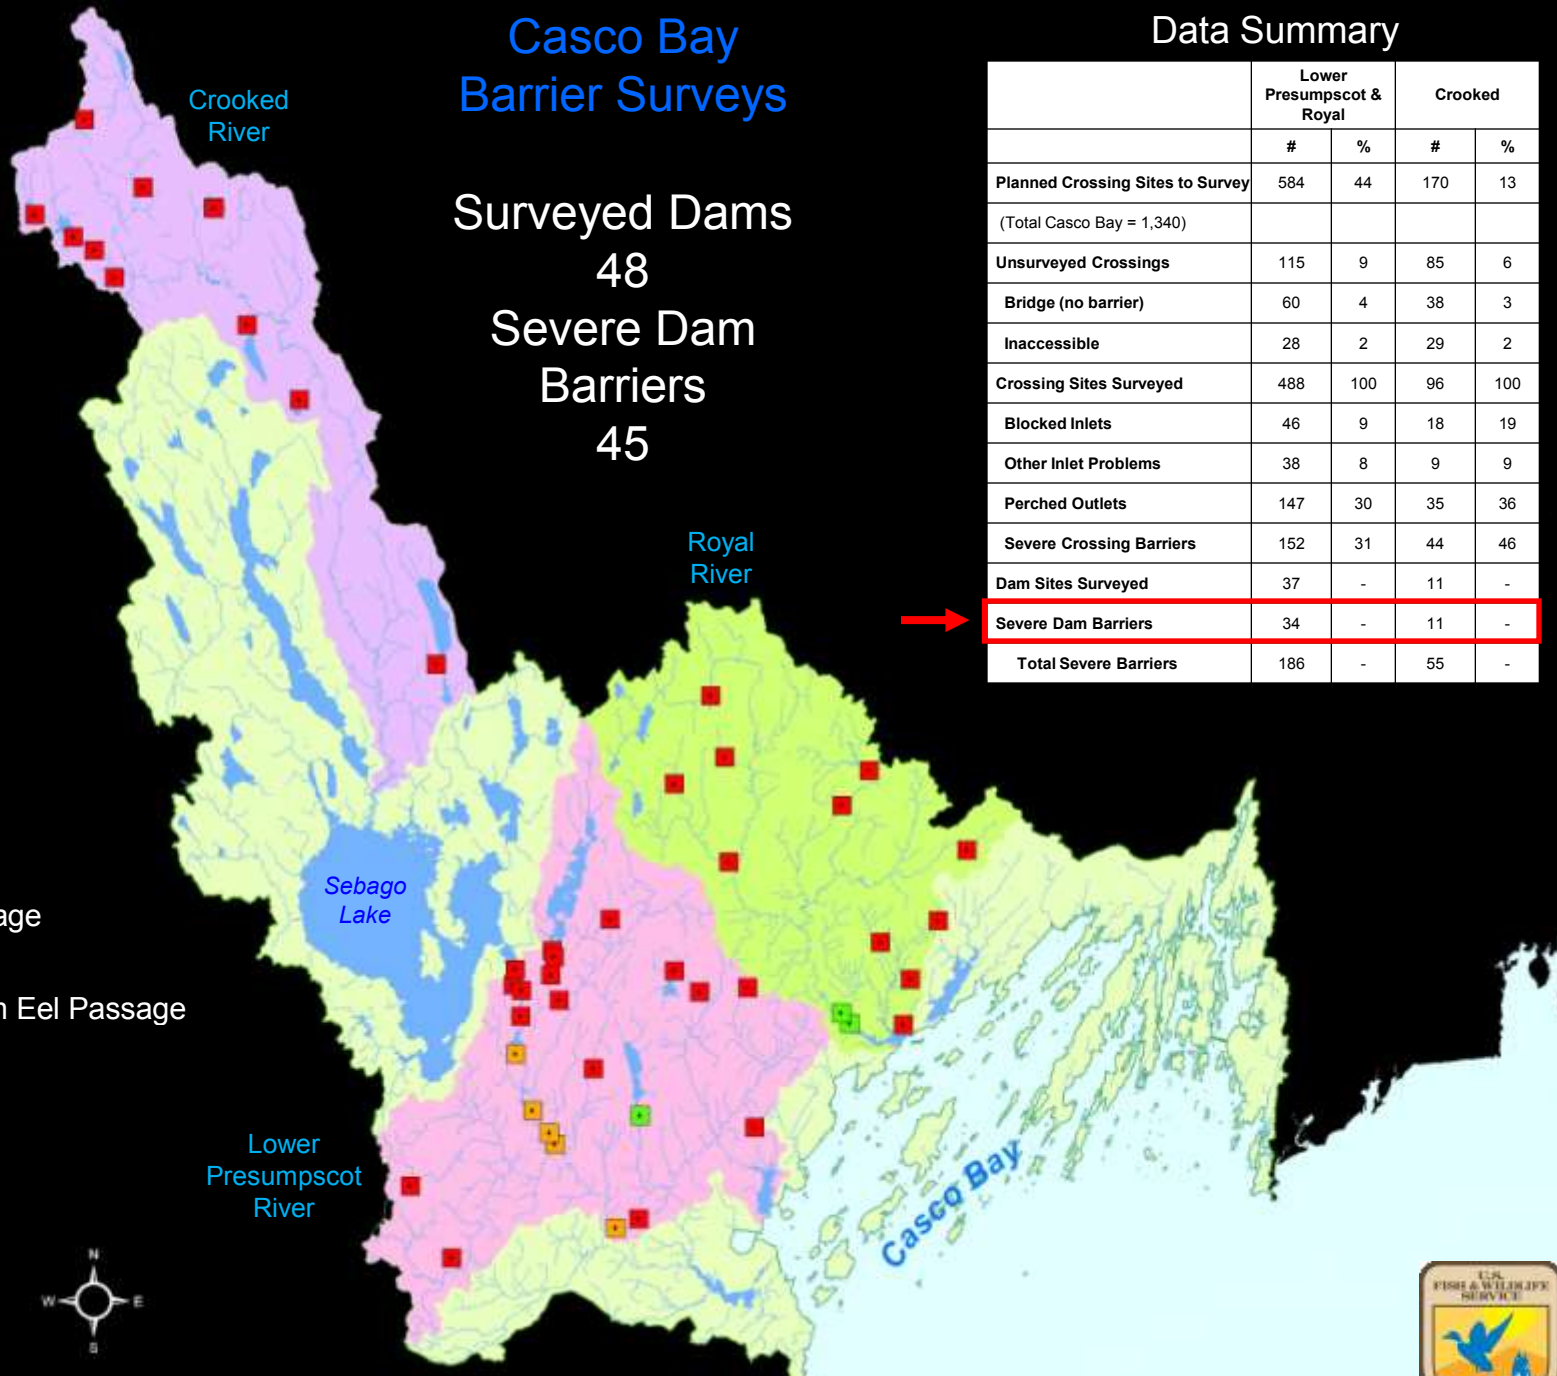 Casco Bay
Barrier Surveys
Surveyed Dams
48
Severe Dam
Barriers
45
Data Summary
Lower Presumpscot & Royal Crooked
# % # %
Planned Crossing Sites to Survey 584 44 170 13
(Total Casco Bay = 1,340)
Unsurveyed Crossings 115 9 85 6
Bridge (no barrier) 60 4 38 3
Inaccessible 28 2 29 2
Crossing Sites Surveyed 488 100 96 100
Blocked Inlets 46 9 18 19
Other Inlet Problems 38 8 9 9
Perched Outlets 147 30 35 36
Severe Crossing Barriers 152 31 44 46
Dam Sites Surveyed 37 - 11 -
Severe Dam Barriers 34 - 11 -
Total Severe Barriers 186 - 55 -
Crooked
River
Royal
River
Sebago
Lake
age
n Eel Passage
Lower
Presumpscot
River
Casco Bay
N
W E
S
U.S.
FISH & WILDLIFE
SERVICE